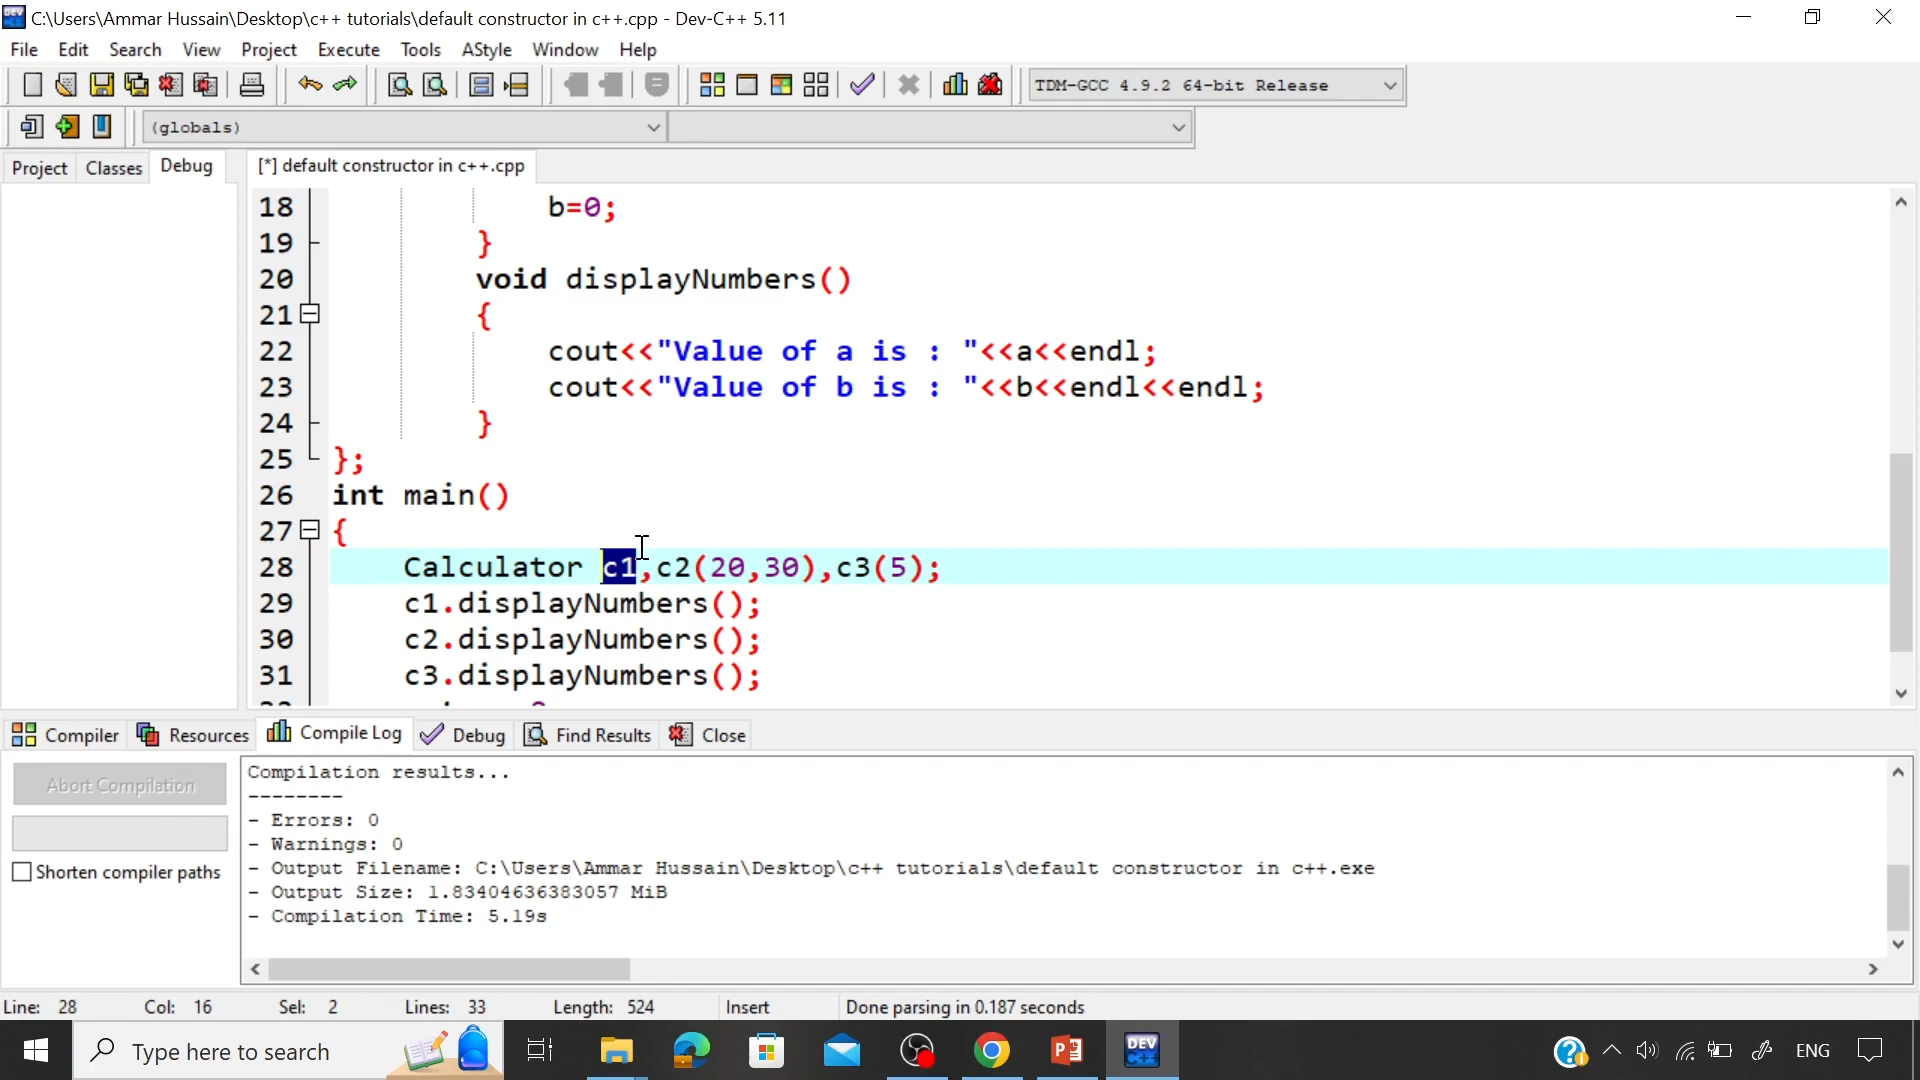 C:\Users\Ammar Hussain\Desktop\c++ tutorials\default constructor in c++.cpp - Dev-C++ 5.11
File Edit Search View Project Execute Tools AStyle Window Help
TDM-GCC 4.9.2 64-bit Release
(globals)
Project Classes Debug
[*] default constructor in c++.cpp
18 b=0;
19 }
20 void displayNumbers()
21 {
22 cout<<"Value of a is : "<<a<<endl;
23 cout<<"Value of b is : "<<b<<endl<<endl;
24 }
25 };
26 int main()
27 {
28 Calculator c1,c2(20,30),c3(5);
29 c1.displayNumbers();
30 c2.displayNumbers();
31 c3.displayNumbers();
Compiler Resources Compile Log Debug Find Results Close
Abort Compilation
Shorten compiler paths
Compilation results...
--------
- Errors: 0
- Warnings: 0
- Output Filename: C:\Users\Ammar Hussain\Desktop\c++ tutorials\default constructor in c++.exe
- Output Size: 1.83404636383057 MiB
- Compilation Time: 5.19s
Line: 28 Col: 16 Sel: 2 Lines: 33 Length: 524 Insert Done parsing in 0.187 seconds
Type here to search
DEV C++
ENG